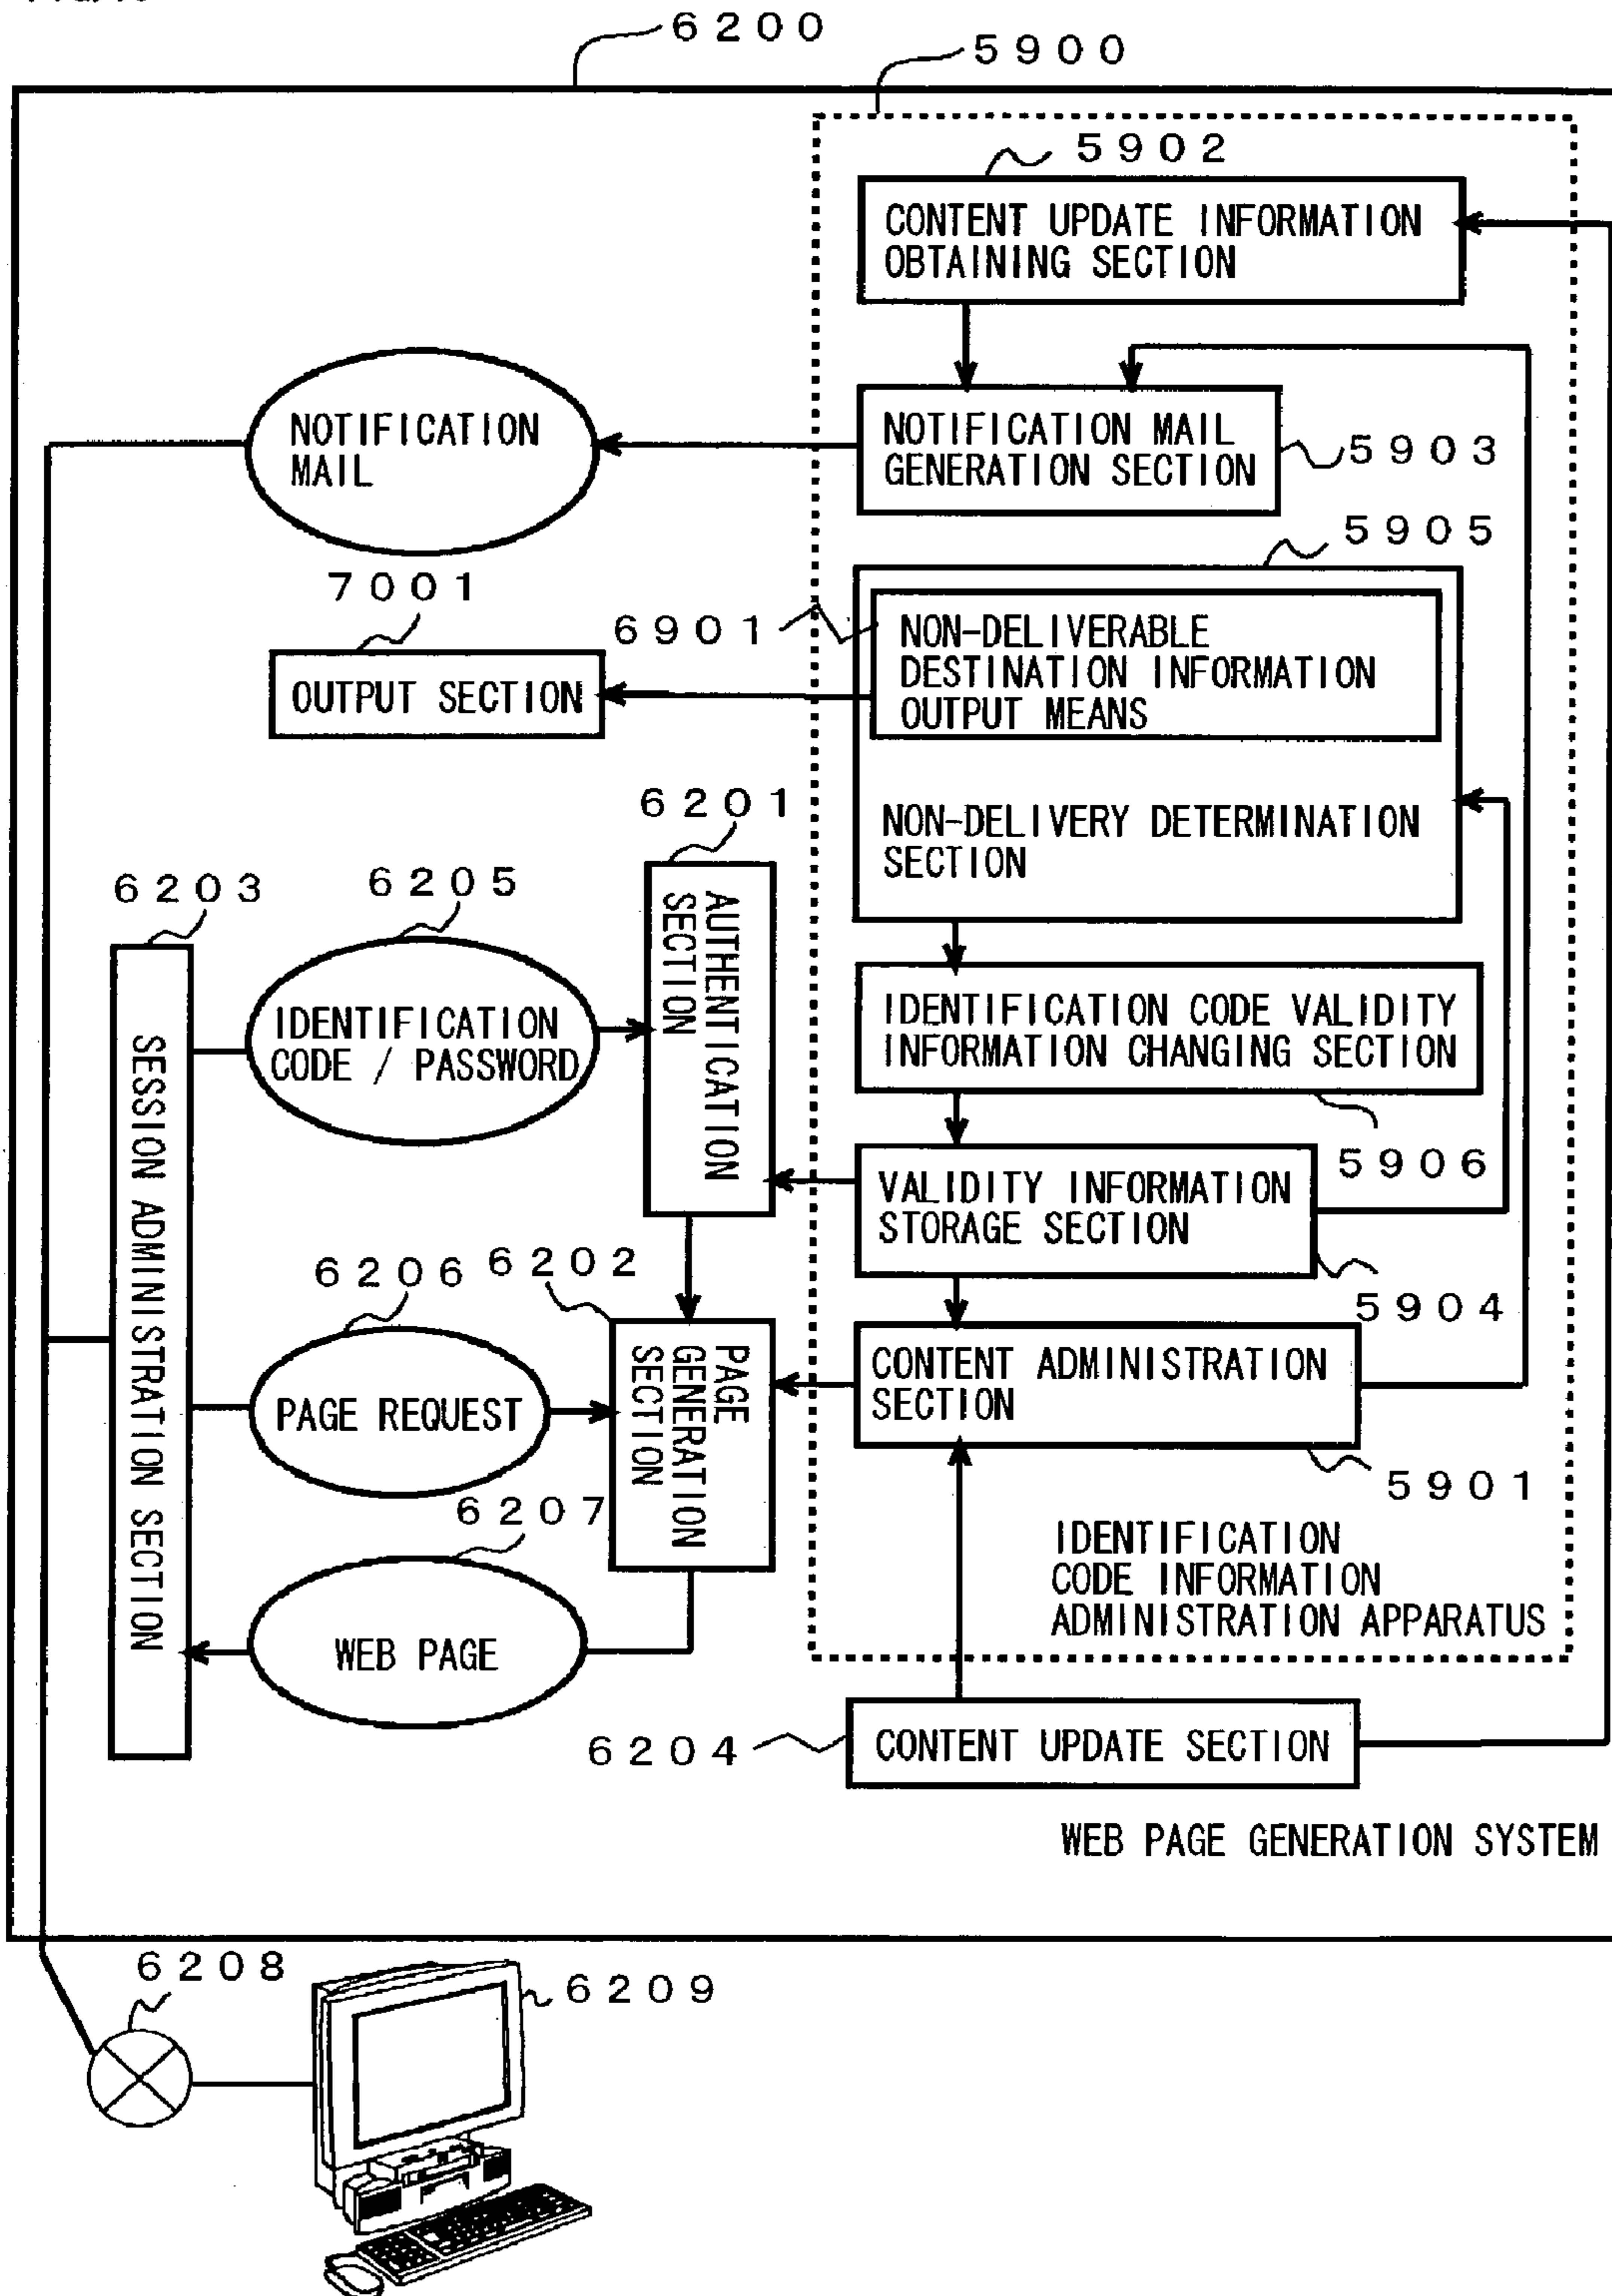 6200
5900
5902
CONTENT UPDATE INFORMATION
OBTAINING SECTION
NOTIFICATION
MAIL
NOTIFICATION MAIL
GENERATION SECTION
5903
5905
7001
6901
NON-DELIVERABLE
DESTINATION INFORMATION
OUTPUT MEANS
OUTPUT SECTION
6201
NON-DELIVERY DETERMINATION
SECTION
6203
6205
AUTHENTICATION
SECTION
IDENTIFICATION
CODE / PASSWORD
IDENTIFICATION CODE VALIDITY
INFORMATION CHANGING SECTION
5906
SESSION ADMINISTRATION SECTION
VALIDITY INFORMATION
STORAGE SECTION
5904
6206
6202
PAGE REQUEST
PAGE
GENERATION
SECTION
CONTENT ADMINISTRATION
SECTION
5901
6207
WEB PAGE
IDENTIFICATION
CODE INFORMATION
ADMINISTRATION APPARATUS
6204
CONTENT UPDATE SECTION
WEB PAGE GENERATION SYSTEM
6208
6209